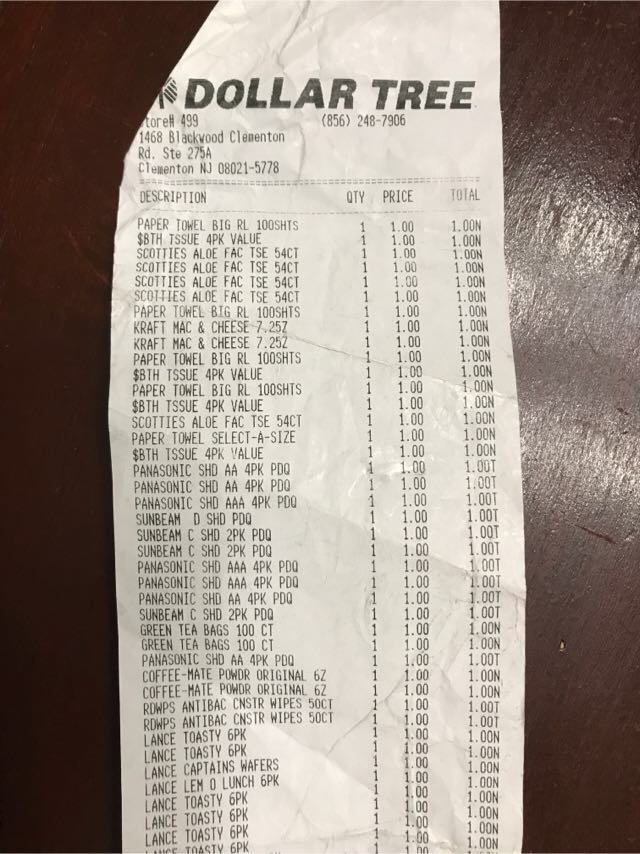 DOLLAR TREE
tore# 499 (856) 248-7906
1468 Blackwood Clementon
Rd. Ste 275A
Clementon NJ 08021-5778
DESCRIPTION QTY PRICE TOTAL
PAPER TOWEL BIG RL 100SHTS 1 1.00 1.00N
$BTH TSSUE 4PK VALUE 1 1.00 1.00N
SCOTTIES ALOE FAC TSE 54CT 1 1.00 1.00N
SCOTTIES ALOE FAC TSE 54CT 1 1.00 1.00N
SCOTTIES ALOE FAC TSE 54CT 1 1.00 1.00N
SCOTTIES ALOE FAC TSE 54CT 1 1.00 1.00N
PAPER TOWEL BIG RL 100SHTS 1 1.00 1.00N
KRAFT MAC & CHEESE 7.25Z 1 1.00 1.00N
KRAFT MAC & CHEESE 7.25Z 1 1.00 1.00N
PAPER TOWEL BIG RL 100SHTS 1 1.00 1.00N
$BTH TSSUE 4PK VALUE 1 1.00 1.00N
PAPER TOWEL BIG RL 100SHTS 1 1.00 1.00N
$BTH TSSUE 4PK VALUE 1 1.00 1.00N
SCOTTIES ALOE FAC TSE 54CT 1 1.00 1.00N
PAPER TOWEL SELECT-A-SIZE 1 1.00 1.00N
$BTH TSSUE 4PK VALUE 1 1.00 1.00N
PANASONIC SHD AA 4PK PDQ 1 1.00 1.00T
PANASONIC SHD AA 4PK PDQ 1 1.00 1.00T
PANASONIC SHD AAA 4PK PDQ 1 1.00 1.00T
SUNBEAM D SHD PDQ 1 1.00 1.00T
SUNBEAM C SHD 2PK PDQ 1 1.00 1.00T
SUNBEAM C SHD 2PK PDQ 1 1.00 1.00T
PANASONIC SHD AAA 4PK PDQ 1 1.00 1.00T
PANASONIC SHD AAA 4PK PDQ 1 1.00 1.00T
PANASONIC SHD AA 4PK PDQ 1 1.00 1.00T
SUNBEAM C SHD 2PK PDQ 1 1.00 1.00T
GREEN TEA BAGS 100 CT 1 1.00 1.00N
GREEN TEA BAGS 100 CT 1 1.00 1.00N
PANASONIC SHD AA 4PK PDQ 1 1.00 1.00T
COFFEE-MATE POWDR ORIGINAL 6Z 1 1.00 1.00N
COFFEE-MATE POWDR ORIGINAL 6Z 1 1.00 1.00N
RDWPS ANTIBAC CNSTR WIPES 50CT 1 1.00 1.00T
RDWPS ANTIBAC CNSTR WIPES 50CT 1 1.00 1.00T
LANCE TOASTY 6PK 1 1.00 1.00N
LANCE TOASTY 6PK 1 1.00 1.00N
LANCE CAPTAINS WAFERS 1 1.00 1.00N
LANCE LEM O LUNCH 6PK 1 1.00 1.00N
LANCE TOASTY 6PK 1 1.00 1.00N
LANCE TOASTY 6PK 1 1.00 1.00N
LANCE TOASTY 6PK 1 1.00 1.00N
LANCE TOASTY 6PK 1 1.00 1.00N